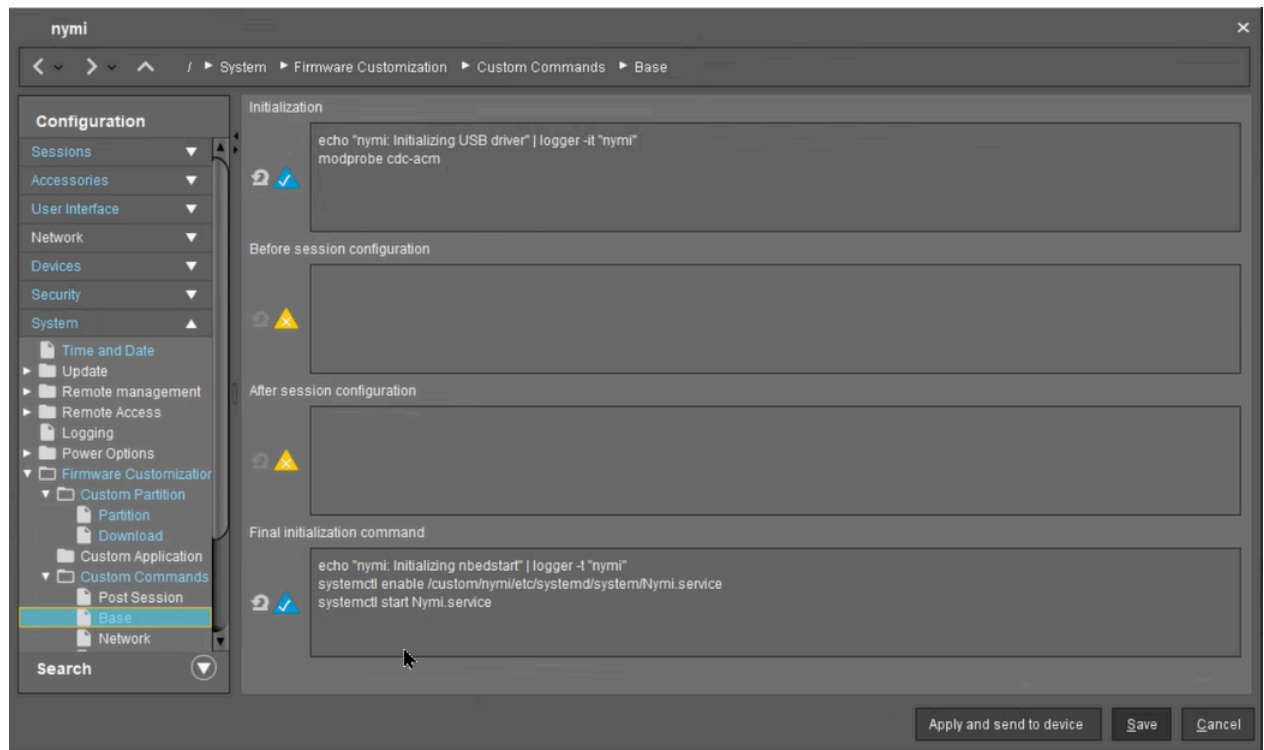 nymi
/ System Firmware Customization Custom Commands Base
Configuration
Sessions
Accessories
User Interface
Network
Devices
Security
System
Time and Date
Update
Remote management
Remote Access
Logging
Power Options
Firmware Customization
Custom Partition
Partition
Download
Custom Application
Custom Commands
Post Session
Base
Network
Search
Initialization
echo "nymi: Initializing USB driver" | logger -it "nymi"
modprobe cdc-acm
Before session configuration
After session configuration
Final initialization command
echo "nymi: Initializing nbedstart" | logger -t "nymi"
systemctl enable /custom/nymi/etc/systemd/system/Nymi.service
systemctl start Nymi.service
Apply and send to device
Save
Cancel